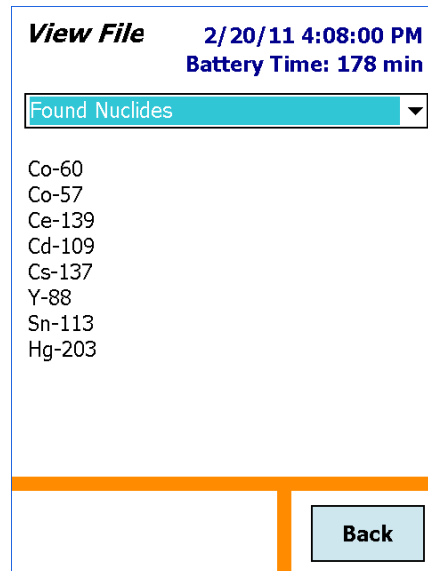 View File
2/20/11 4:08:00 PM
Battery Time: 178 min
Found Nuclides
Co-60
Co-57
Ce-139
Cd-109
Cs-137
Y-88
Sn-113
Hg-203
Back